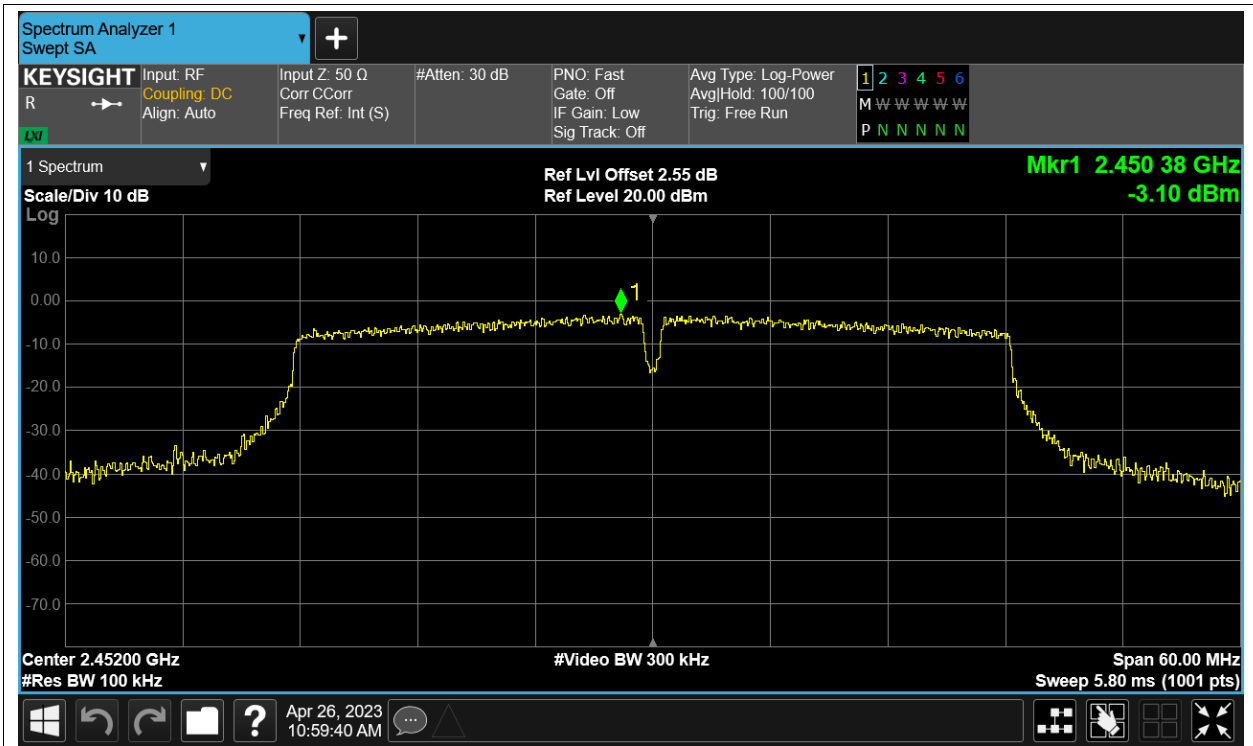 Spectrum Analyzer 1
Swept SA
KEYSIGHT
R
LXI
Input: RF
Coupling: DC
Align: Auto
Input Z: 50 Ω
Corr CCorr
Freq Ref: Int (S)
#Atten: 30 dB
PNO: Fast
Gate: Off
IF Gain: Low
Sig Track: Off
Avg Type: Log-Power
Avg|Hold: 100/100
Trig: Free Run
1 2 3 4 5 6
M W W W W W
P N N N N N
1 Spectrum
Scale/Div 10 dB
Log
Ref Lvl Offset 2.55 dB
Ref Level 20.00 dBm
Mkr1 2.450 38 GHz
-3.10 dBm
10.0
0.00
-10.0
-20.0
-30.0
-40.0
-50.0
-60.0
-70.0
1
Center 2.45200 GHz
#Res BW 100 kHz
#Video BW 300 kHz
Span 60.00 MHz
Sweep 5.80 ms (1001 pts)
?
Apr 26, 2023
10:59:40 AM